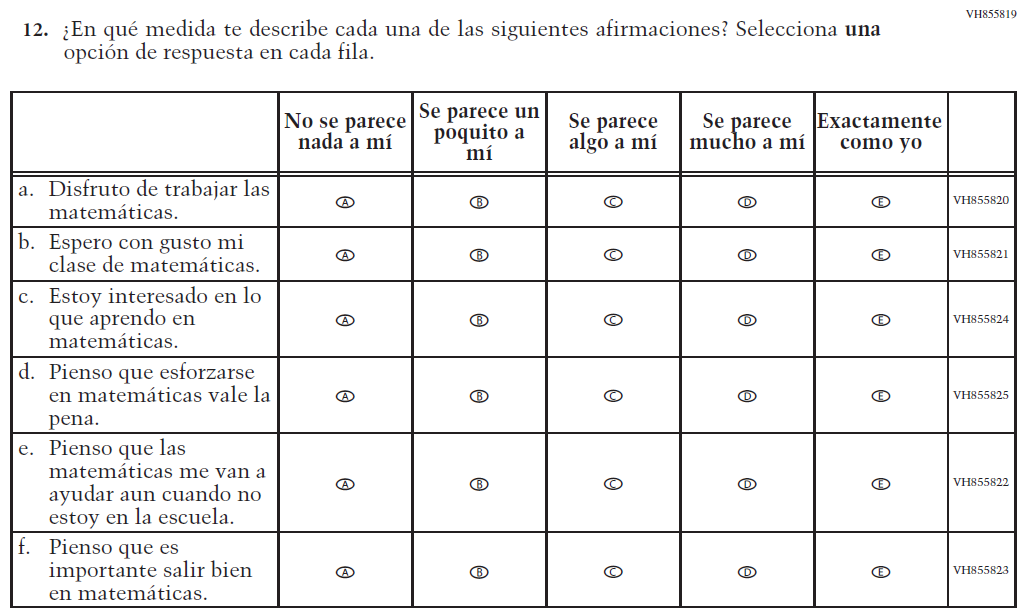 VH855819
12. ¿En qué medida te describe cada una de las siguientes afirmaciones? Selecciona una
opción de respuesta en cada fila.
No se parece
nada a mí
Se parece un
poquito a
mí
Se parece
algo a mí
Se parece
mucho a mí
Exactamente
como yo
a. Disfruto de trabajar las
matemáticas.
A B C D E VH855820
b. Espero con gusto mi
clase de matemáticas.
A B C D E VH855821
c. Estoy interesado en lo
que aprendo en
matemáticas.
A B C D E VH855824
d. Pienso que esforzarse
en matemáticas vale la
pena.
A B C D E VH855825
e. Pienso que las
matemáticas me van a
ayudar aun cuando no
estoy en la escuela.
A B C D E VH855822
f. Pienso que es
importante salir bien
en matemáticas.
A B C D E VH855823